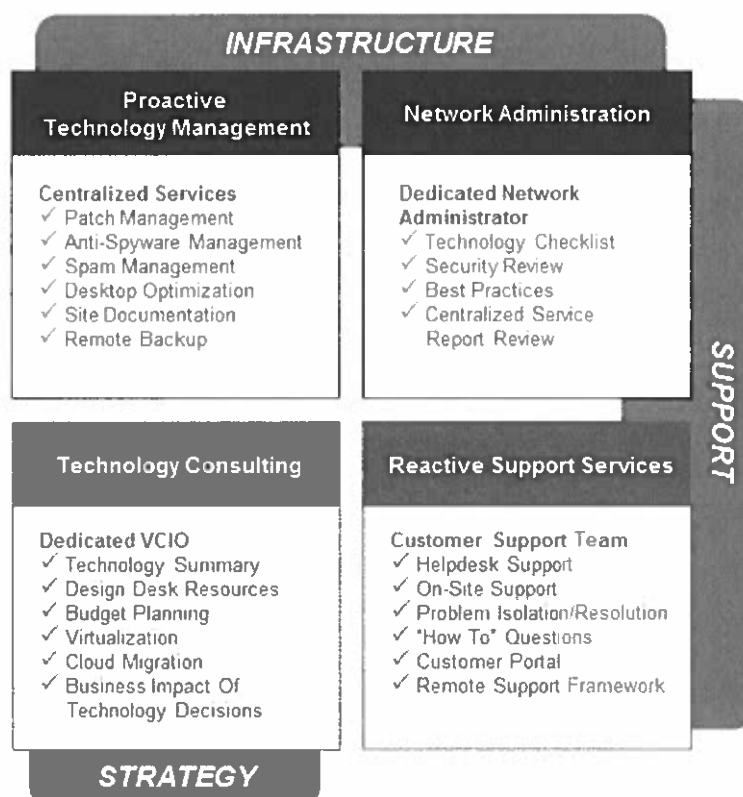 INFRASTRUCTURE
Proactive
Technology Management
Centralized Services
✓ Patch Management
✓ Anti-Spyware Management
✓ Spam Management
✓ Desktop Optimization
✓ Site Documentation
✓ Remote Backup
Network Administration
Dedicated Network
Administrator
✓ Technology Checklist
✓ Security Review
✓ Best Practices
✓ Centralized Service
Report Review
SUPPORT
Technology Consulting
Dedicated VCIO
✓ Technology Summary
✓ Design Desk Resources
✓ Budget Planning
✓ Virtualization
✓ Cloud Migration
✓ Business Impact Of
Technology Decisions
Reactive Support Services
Customer Support Team
✓ Helpdesk Support
✓ On-Site Support
✓ Problem Isolation/Resolution
✓ "How To" Questions
✓ Customer Portal
✓ Remote Support Framework
STRATEGY